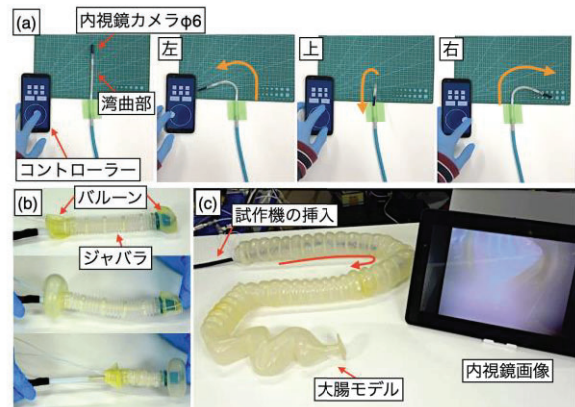 (a)
内視鏡カメラφ6
左
上
右
湾曲部
コントローラー
(b)
バルーン
ジャバラ
(c)
試作機の挿入
内視鏡画像
大腸モデル